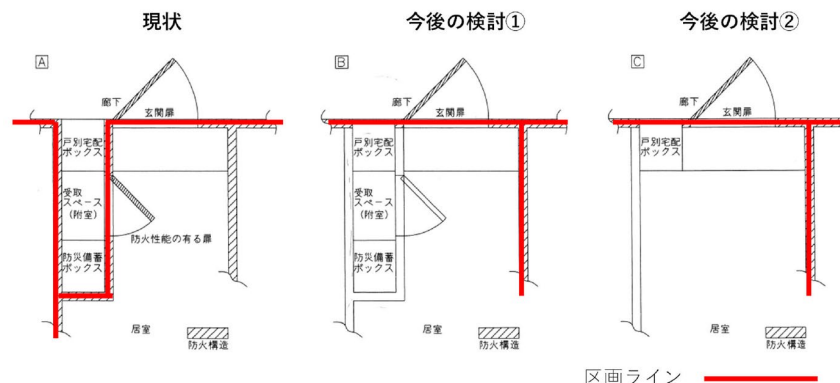 現状
今後の検討①
今後の検討②
A
廊下
玄関扉
戸別宅配
ボックス
受取
スペース
(附室)
防災備蓄
ボックス
防火性能の有る扉
居室
防火構造
B
廊下
玄関扉
戸別宅配
ボックス
受取
スペース
(附室)
防災備蓄
ボックス
居室
防火構造
C
廊下
玄関扉
戸別宅配
ボックス
居室
防火構造
区画ライン